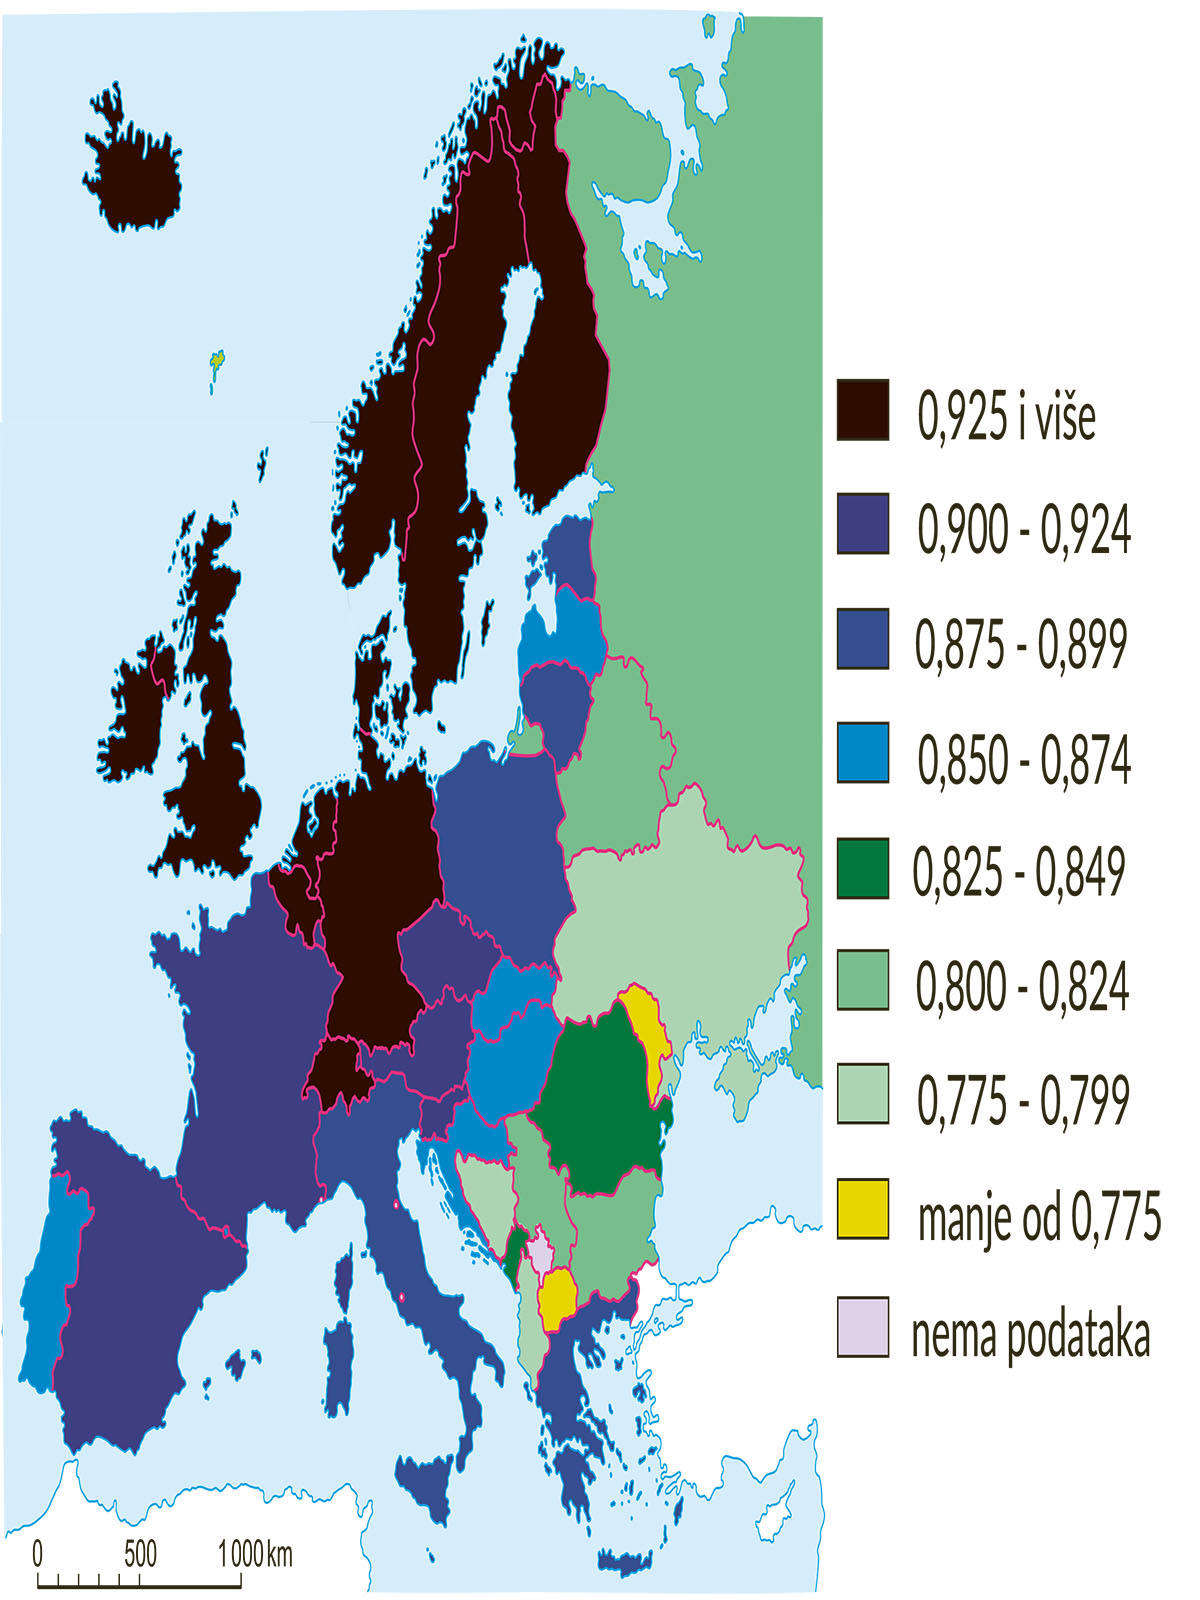 0,925 i više
0,900 - 0,924
0,875 - 0,899
0,850 - 0,874
0,825 - 0,849
0,800 - 0,824
0,775 - 0,799
manje od 0,775
nema podataka
0 500 1000 km